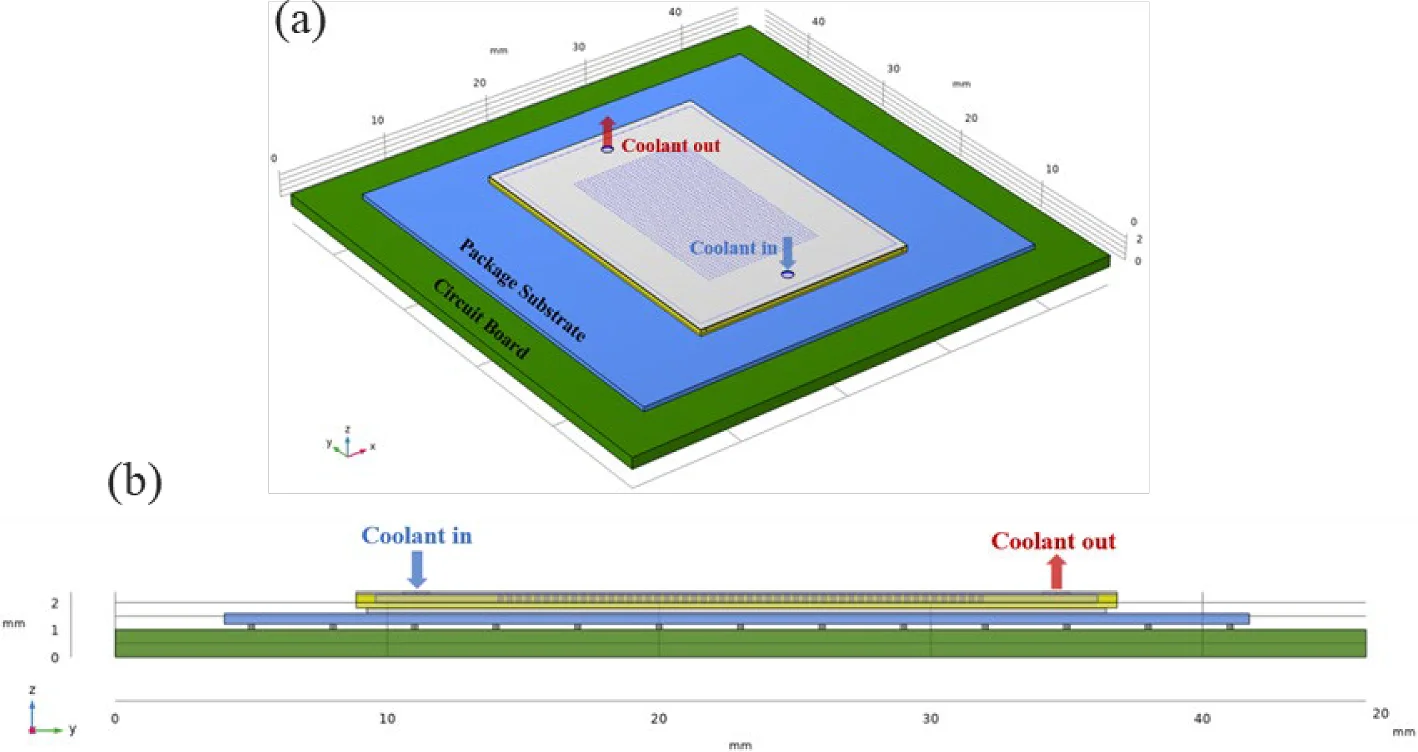 (a)
40
40
mm
30
30
mm
20
20
10
10
0
0
2
0
Coolant out
Coolant in
Package Substrate
Circuit Board
z
y
x
(b)
Coolant in
Coolant out
2
mm
1
0
z
y
0
10
20
30
40
20
mm
mm